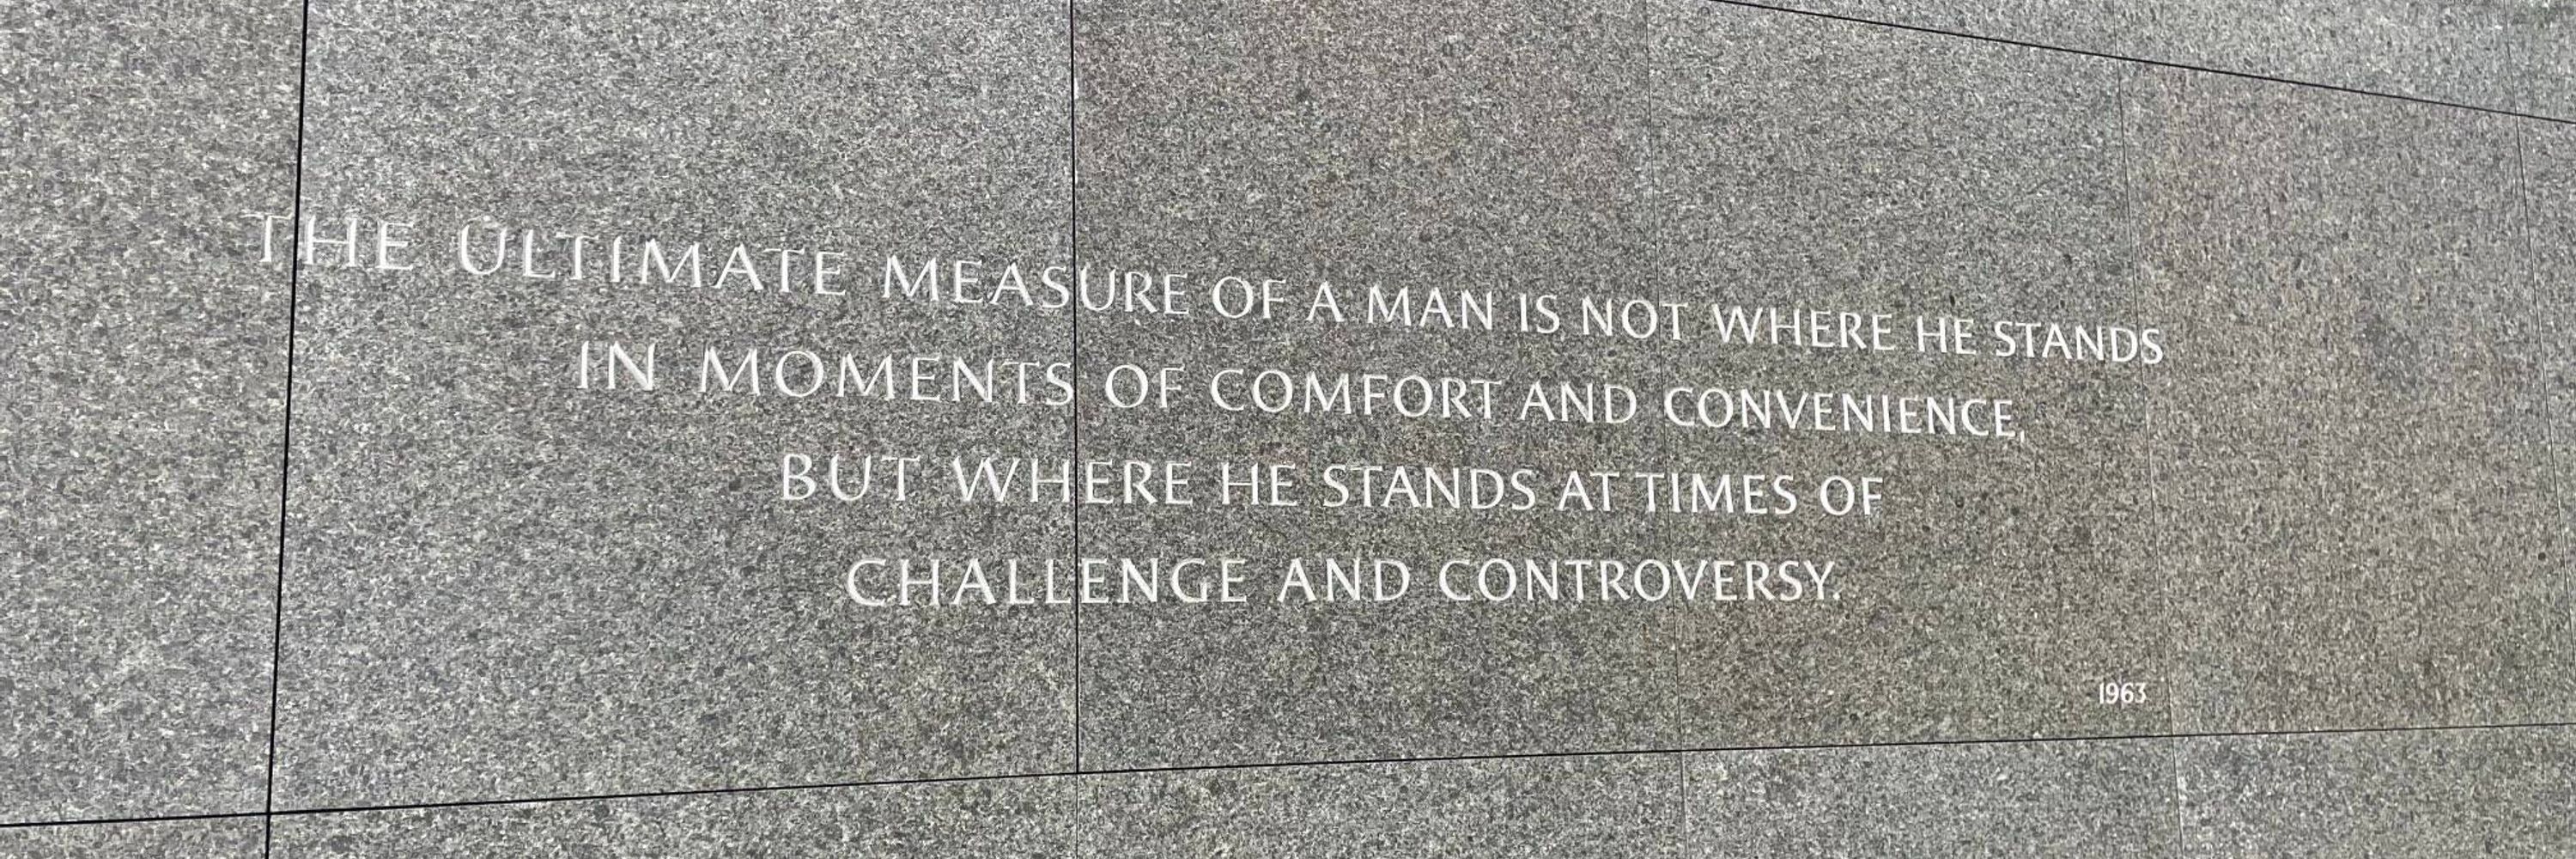 THE ULTIMATE MEASURE OF A MAN IS NOT WHERE HE STANDS
IN MOMENTS OF COMFORT AND CONVENIENCE,
BUT WHERE HE STANDS AT TIMES OF
CHALLENGE AND CONTROVERSY.
1963